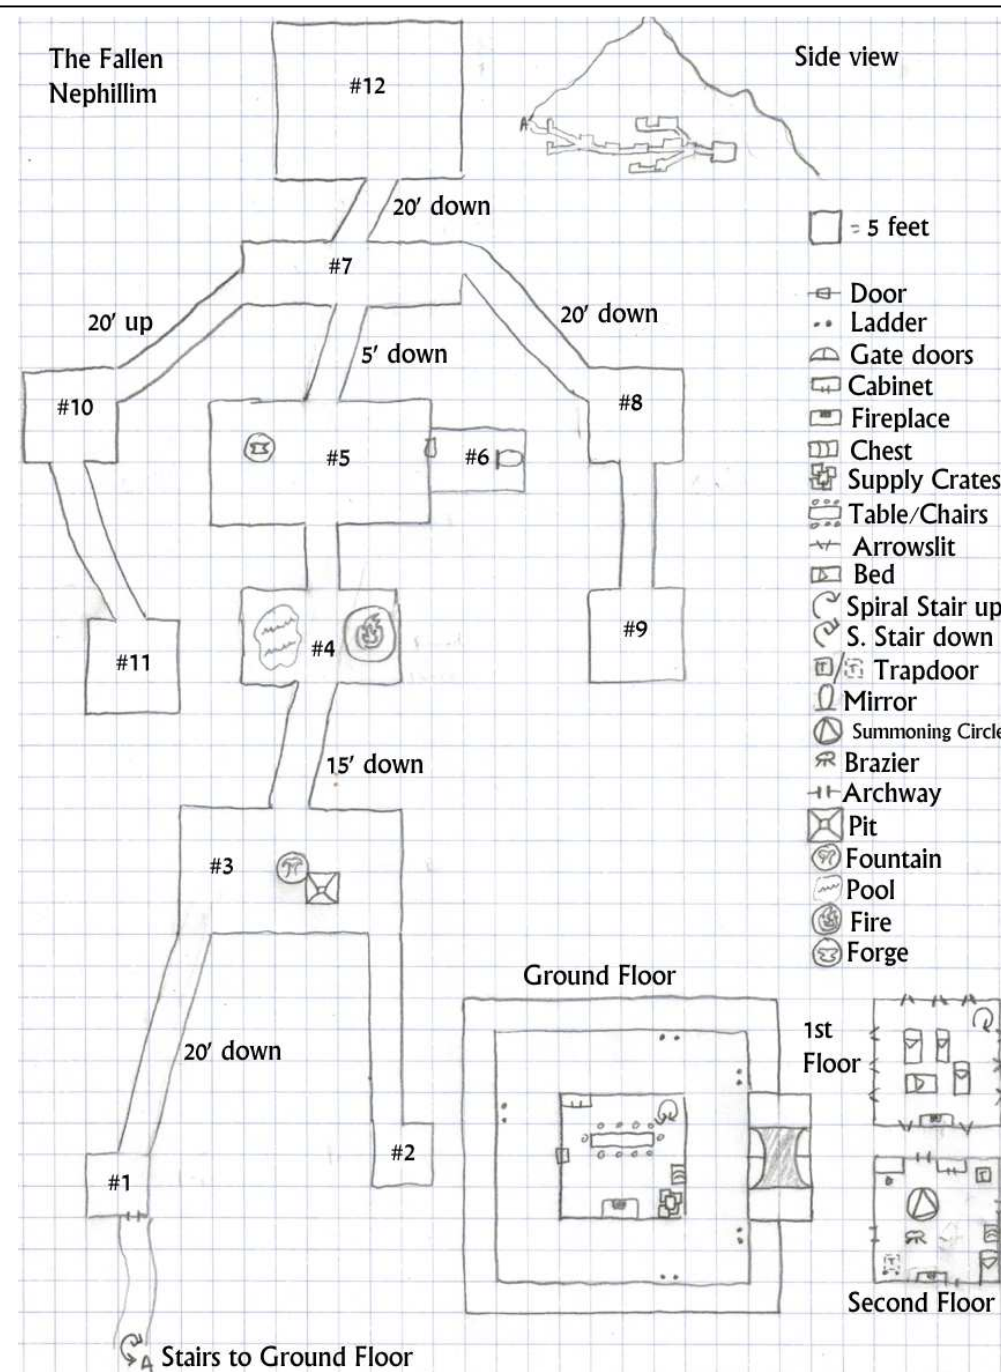 The Fallen
Nephillim
#12
Side view
A
20' down
= 5 feet
#7
20' up
20' down
5' down
#10
#8
#5
#6
#4
#9
#11
15' down
#3
20' down
#2
#1
A Stairs to Ground Floor
Door
Ladder
Gate doors
Cabinet
Fireplace
Chest
Supply Crates
Table/Chairs
Arrowslit
Bed
Spiral Stair up
S. Stair down
T / T Trapdoor
Mirror
Summoning Circle
Brazier
Archway
Pit
Fountain
Pool
Fire
Forge
Ground Floor
1st
Floor
T
T
Second Floor